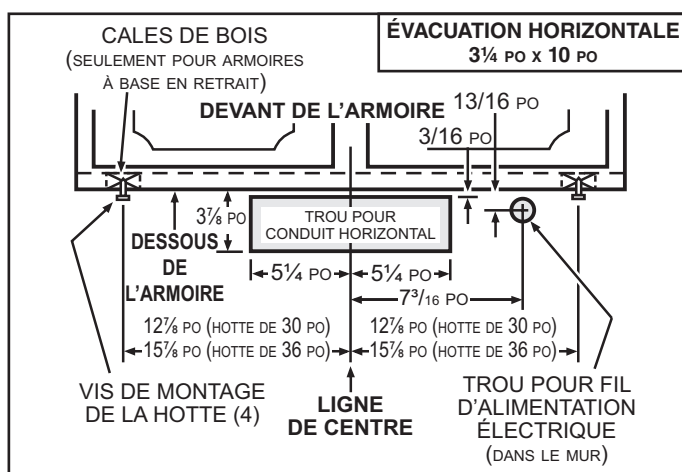 CALES DE BOIS
(SEULEMENT POUR ARMOIRES
À BASE EN RETRAIT)
ÉVACUATION HORIZONTALE
3¼ PO X 10 PO
DEVANT DE L'ARMOIRE
13/16 PO
3/16 PO
3⅞ PO
TROU POUR
CONDUIT HORIZONTAL
DESSOUS
DE
L'ARMOIRE
5¼ PO
5¼ PO
7³/₁₆ PO
12⅞ PO (HOTTE DE 30 PO)
15⅞ PO (HOTTE DE 36 PO)
12⅞ PO (HOTTE DE 30 PO)
15⅞ PO (HOTTE DE 36 PO)
VIS DE MONTAGE
DE LA HOTTE (4)
LIGNE
DE CENTRE
TROU POUR FIL
D'ALIMENTATION
ÉLECTRIQUE
(DANS LE MUR)